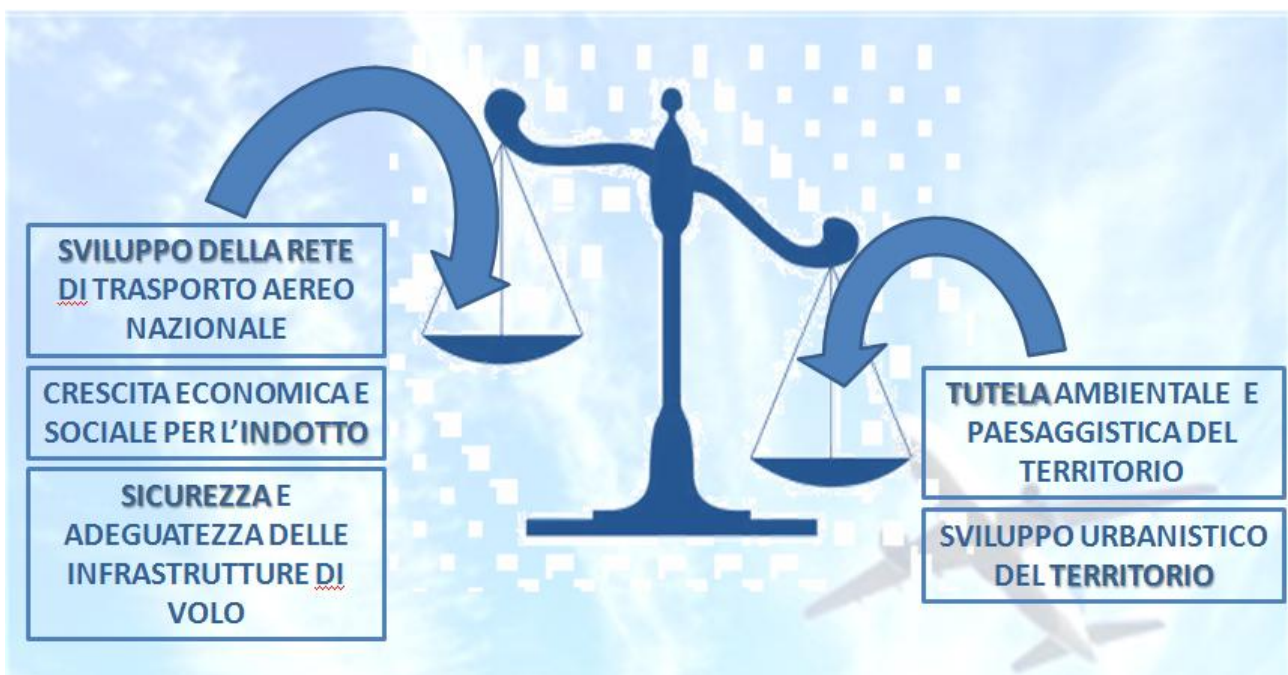 SVILUPPO DELLA RETE
DI TRASPORTO AEREO
NAZIONALE
CRESCITA ECONOMICA E
SOCIALE PER L'INDOTTO
SICUREZZA E
ADEGUATEZZA DELLE
INFRASTRUTTURE DI
VOLO
TUTELA AMBIENTALE E
PAESAGGISTICA DEL
TERRITORIO
SVILUPPO URBANISTICO
DEL TERRITORIO